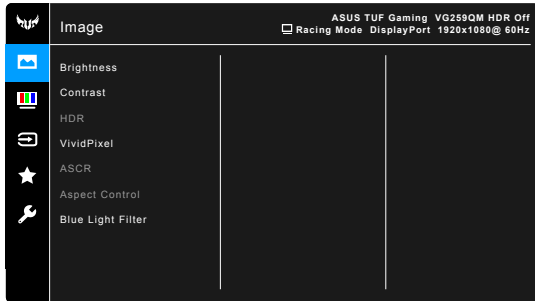 Image
ASUS TUF Gaming VG259QM HDR Off
Racing Mode DisplayPort 1920x1080@ 60Hz
Brightness
Contrast
HDR
VividPixel
ASCR
Aspect Control
Blue Light Filter